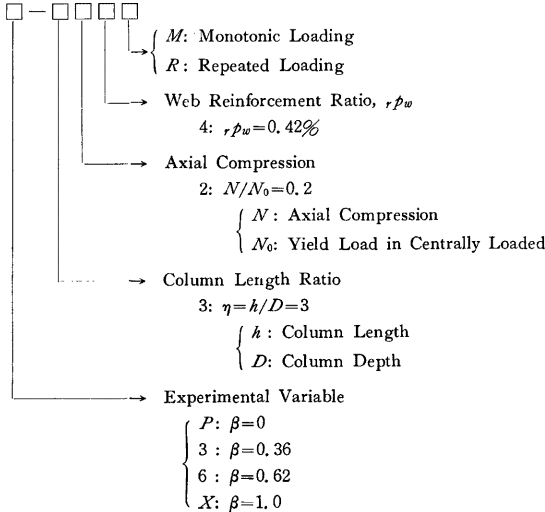 □-□□□□
M: Monotonic Loading
R: Repeated Loading
Web Reinforcement Ratio, rpw
4: rpw=0.42%
Axial Compression
2: N/N0=0.2
N: Axial Compression
N0: Yield Load in Centrally Loaded
Column Length Ratio
3: η=h/D=3
h: Column Length
D: Column Depth
Experimental Variable
P: β=0
3: β=0.36
6: β=0.62
X: β=1.0